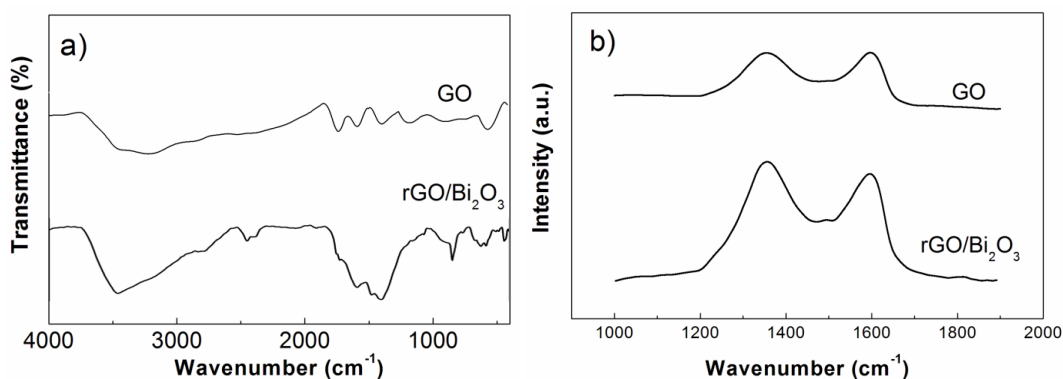 a)
Transmittance (%)
GO
rGO/Bi₂O₃
4000 3000 2000 1000
Wavenumber (cm⁻¹)
b)
Intensity (a.u.)
GO
rGO/Bi₂O₃
1000 1200 1400 1600 1800 2000
Wavenumber (cm⁻¹)